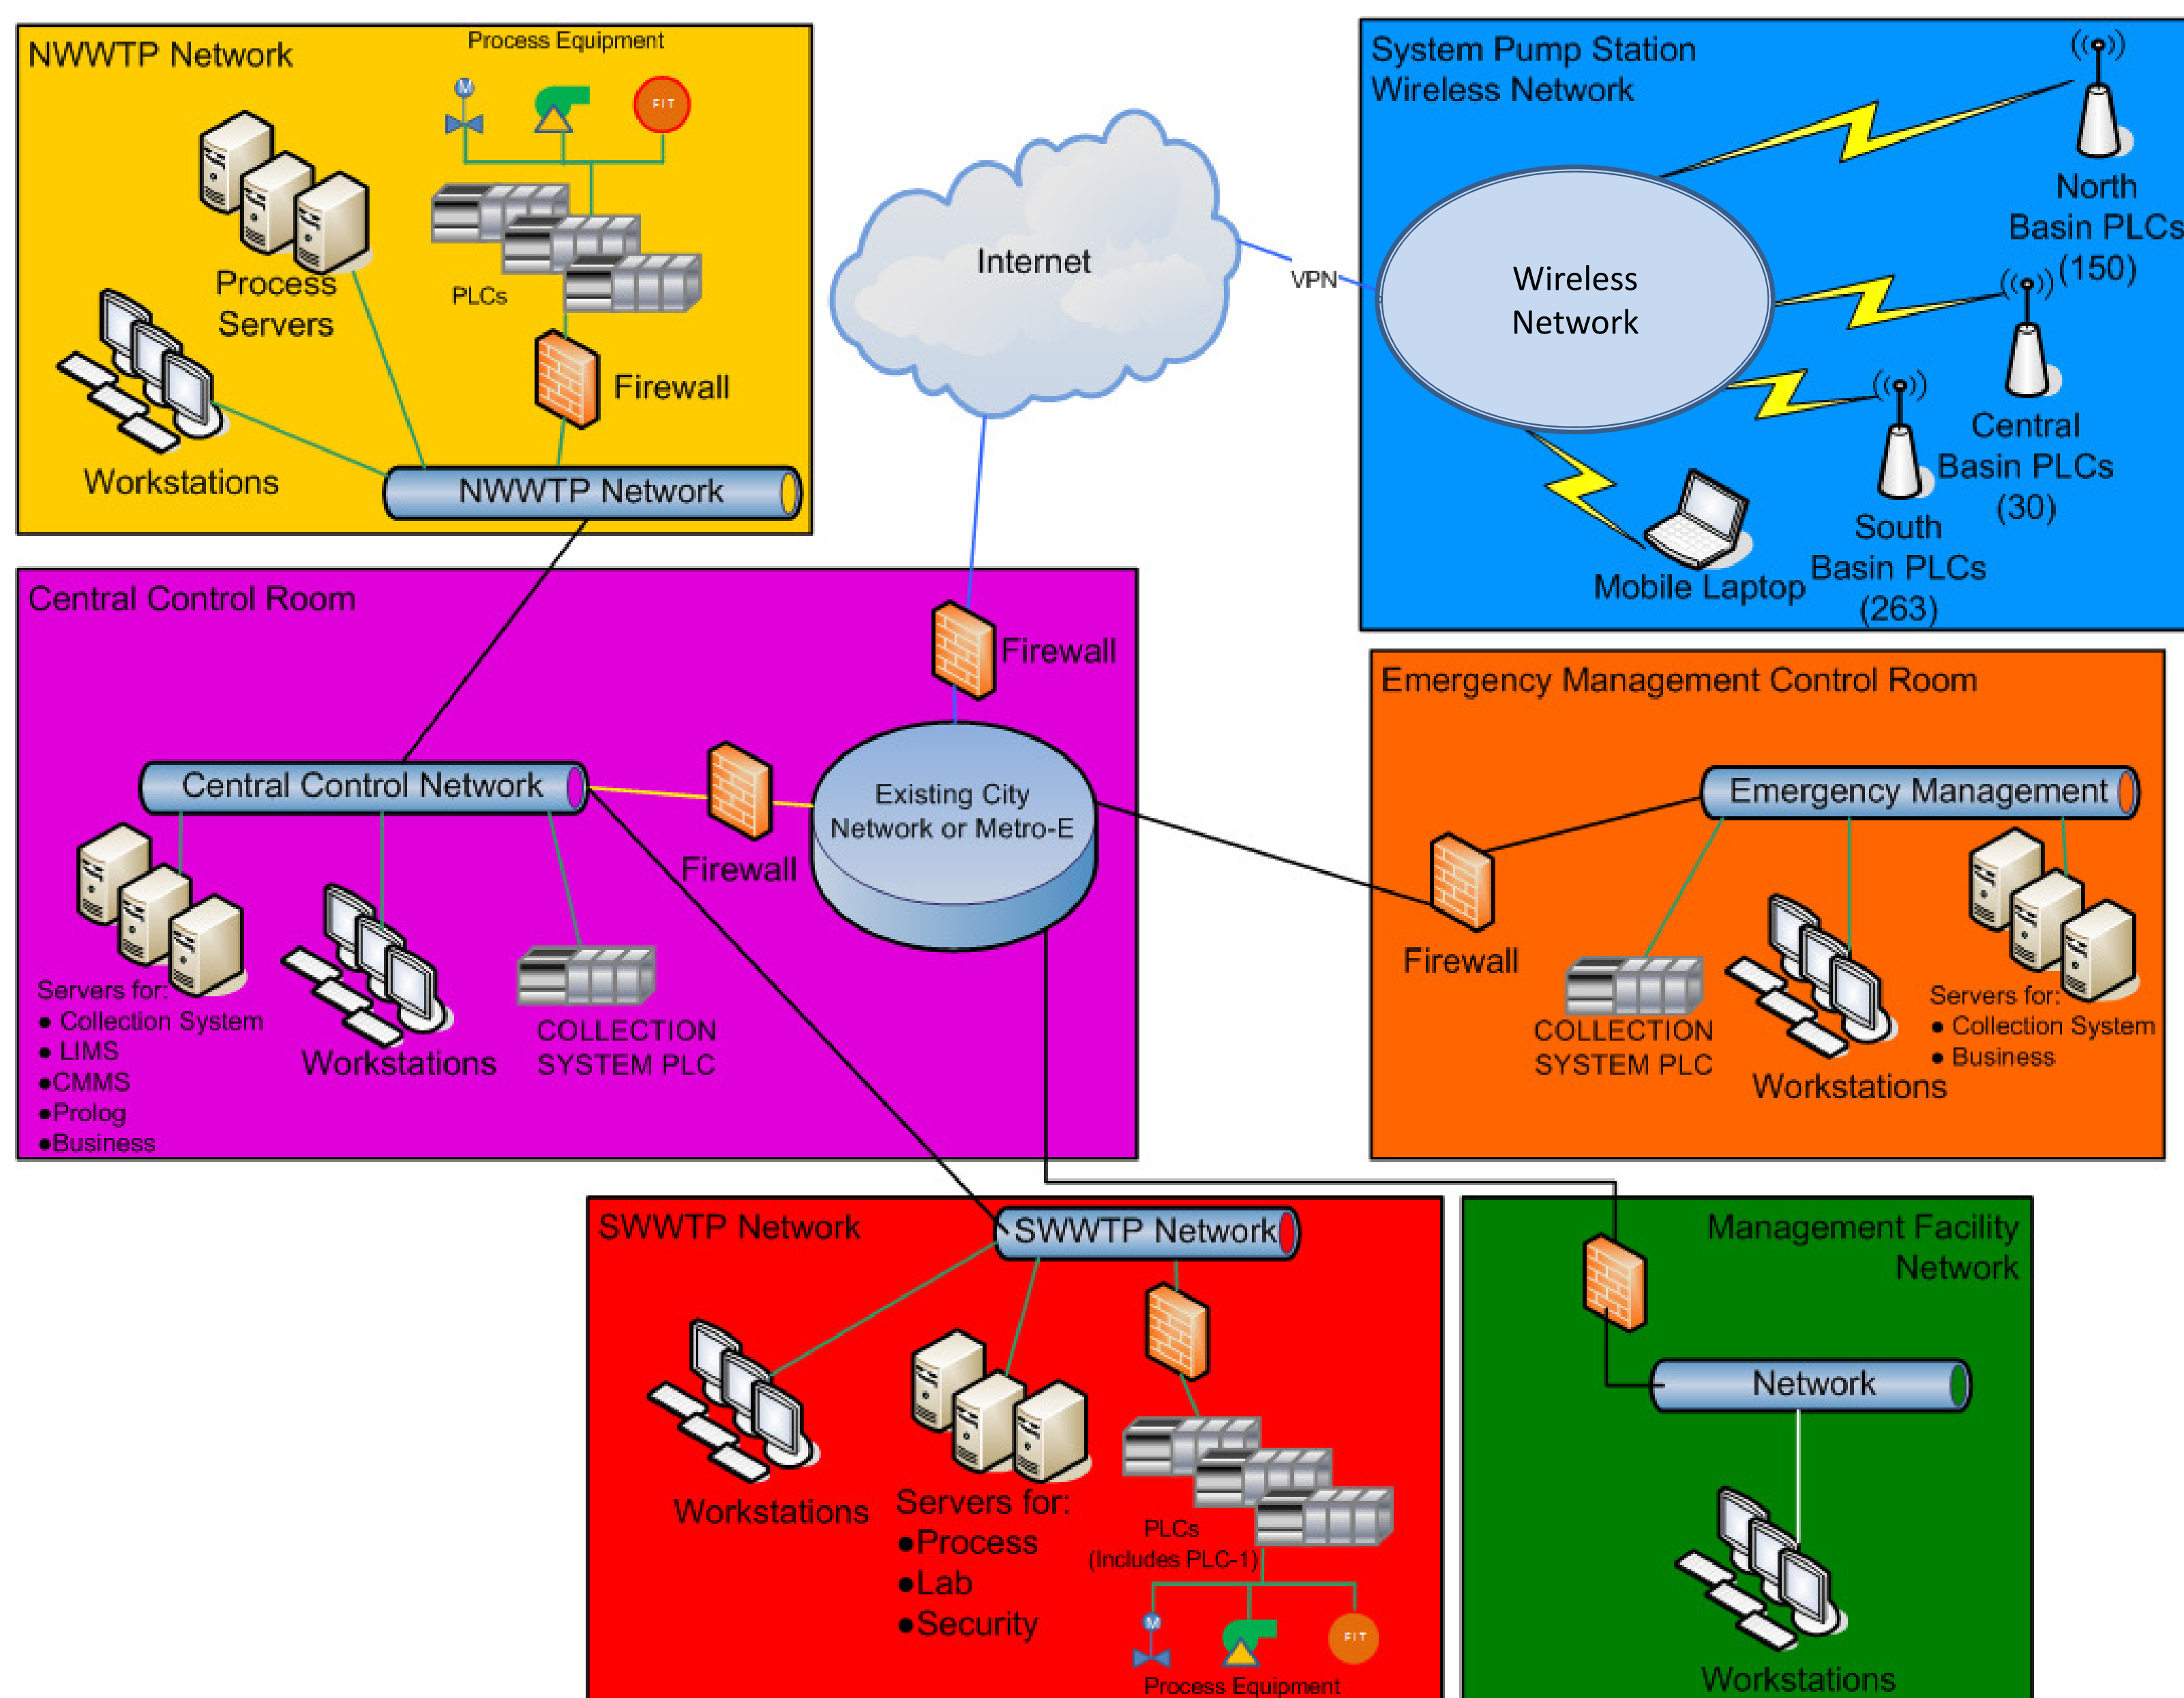 NWWTP Network
Process Equipment
M
FIT
Process
Servers
PLCs
Firewall
Workstations
NWWTP Network
Internet
VPN
System Pump Station
Wireless Network
Wireless
Network
North
Basin PLCs
(150)
Central
Basin PLCs
(30)
South
Basin PLCs
(263)
Mobile Laptop
Central Control Room
Firewall
Central Control Network
Firewall
Existing City
Network or Metro-E
Servers for:
● Collection System
● LIMS
●CMMS
●Prolog
●Business
Workstations
COLLECTION
SYSTEM PLC
Emergency Management Control Room
Emergency Management
Firewall
COLLECTION
SYSTEM PLC
Workstations
Servers for:
● Collection System
● Business
SWWTP Network
SWWTP Network
Workstations
Servers for:
●Process
●Lab
●Security
PLCs
(Includes PLC-1)
M
FIT
Process Equipment
Management Facility
Network
Network
Workstations